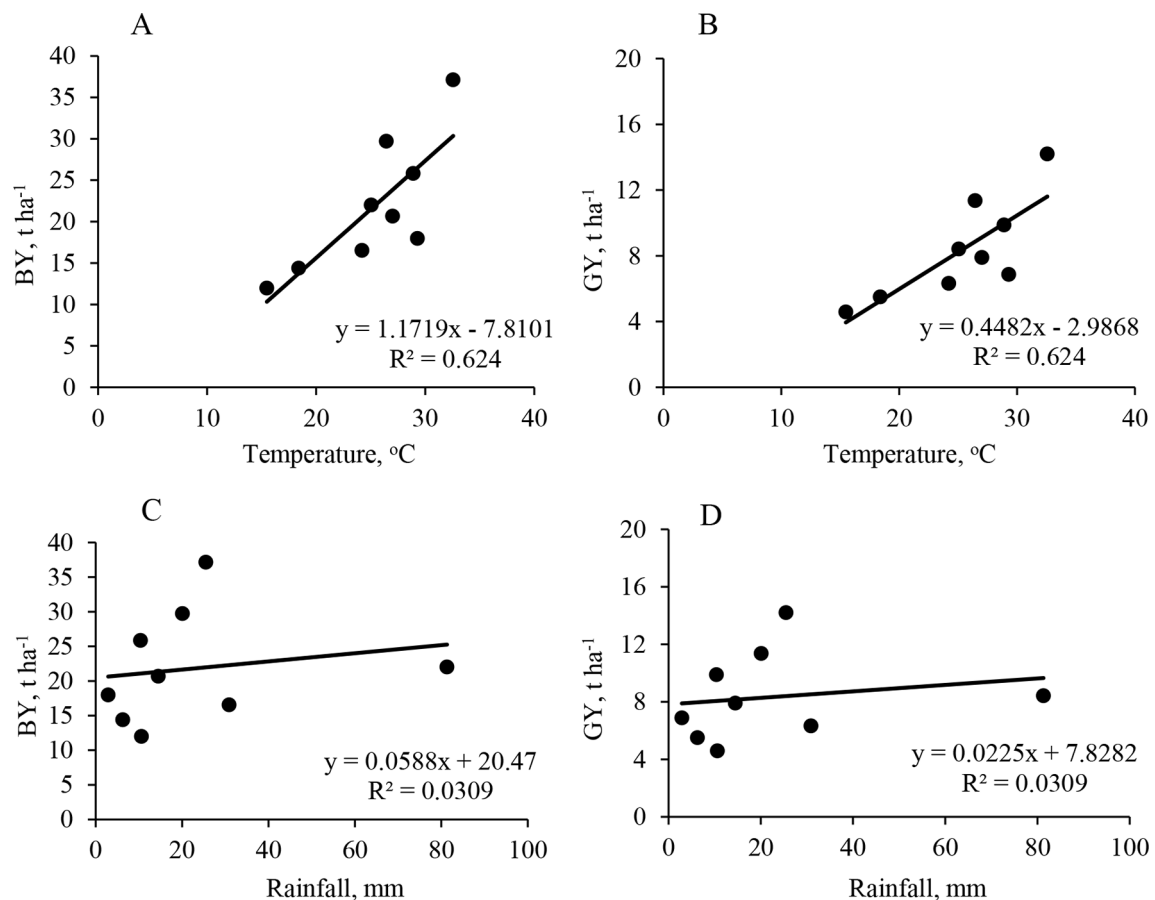 A
40
35
30
25
20
15
10
5
0
BY, t ha⁻¹
y = 1.1719x - 7.8101
R² = 0.624
0 10 20 30 40
Temperature, ᵒC
B
20
16
12
8
4
0
GY, t ha⁻¹
y = 0.4482x - 2.9868
R² = 0.624
0 10 20 30 40
Temperature, ᵒC
C
40
35
30
25
20
15
10
5
0
BY, t ha⁻¹
y = 0.0588x + 20.47
R² = 0.0309
0 20 40 60 80 100
Rainfall, mm
D
20
16
12
8
4
0
GY, t ha⁻¹
y = 0.0225x + 7.8282
R² = 0.0309
0 20 40 60 80 100
Rainfall, mm